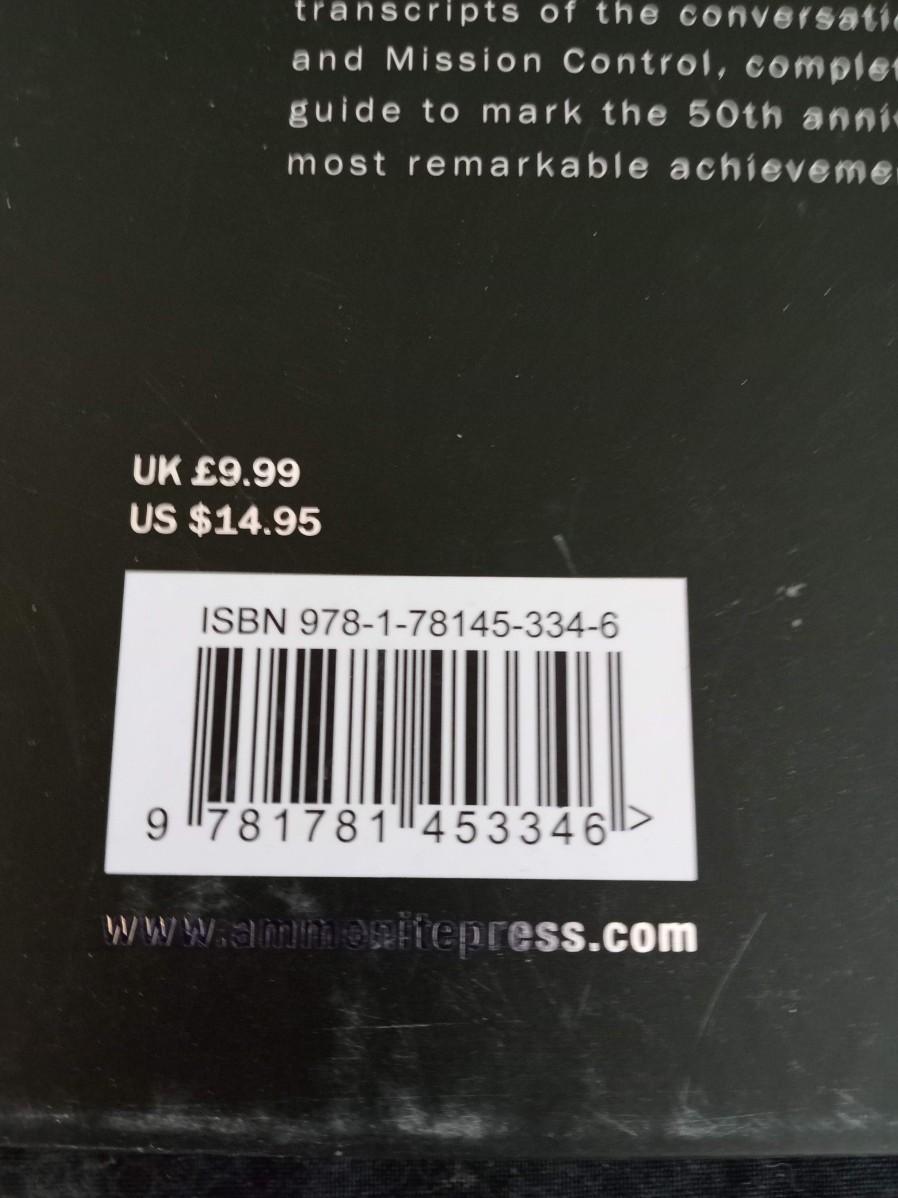 transcripts of the
and Mission Control,
guide to mark the 50th
most remarkable
UK £9.99
US $14.95
ISBN 978-1-78145-334-6
9 781781 453346 >
www.ammonitepress.com